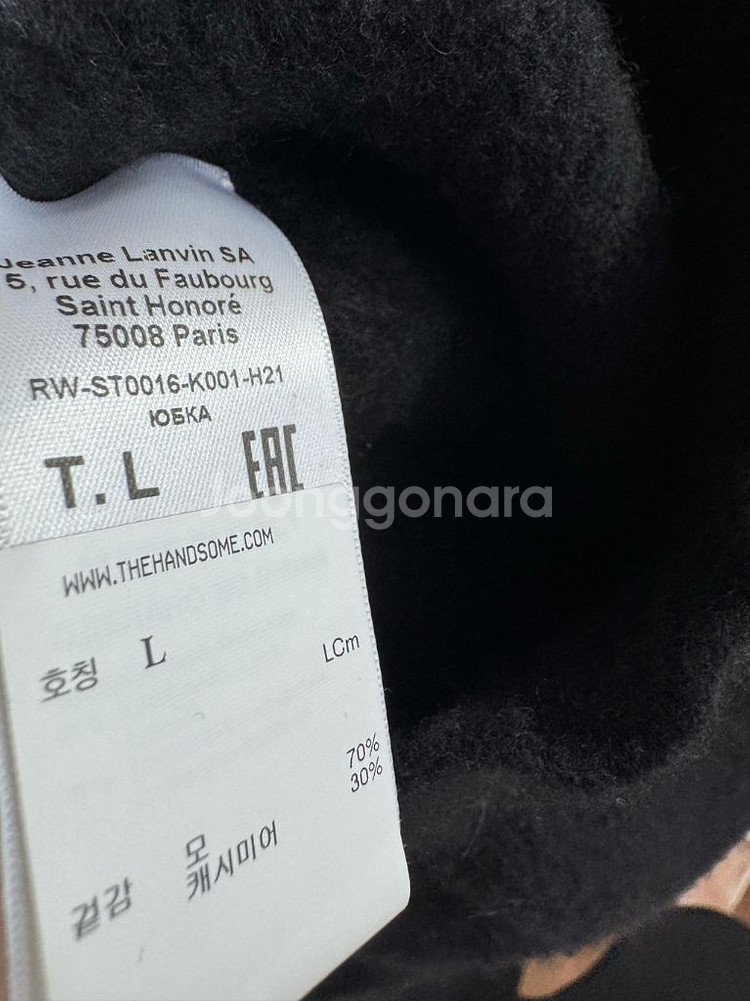 Jeanne Lanvin SA
5, rue du Faubourg
Saint Honoré
75008 Paris
RW-ST0016-K001-H21
ЮБКА
T. L EAC
WWW.THEHANDSOME.COM
호칭 L LCm
겉감 모 70%
캐시미어 30%
joonggonara